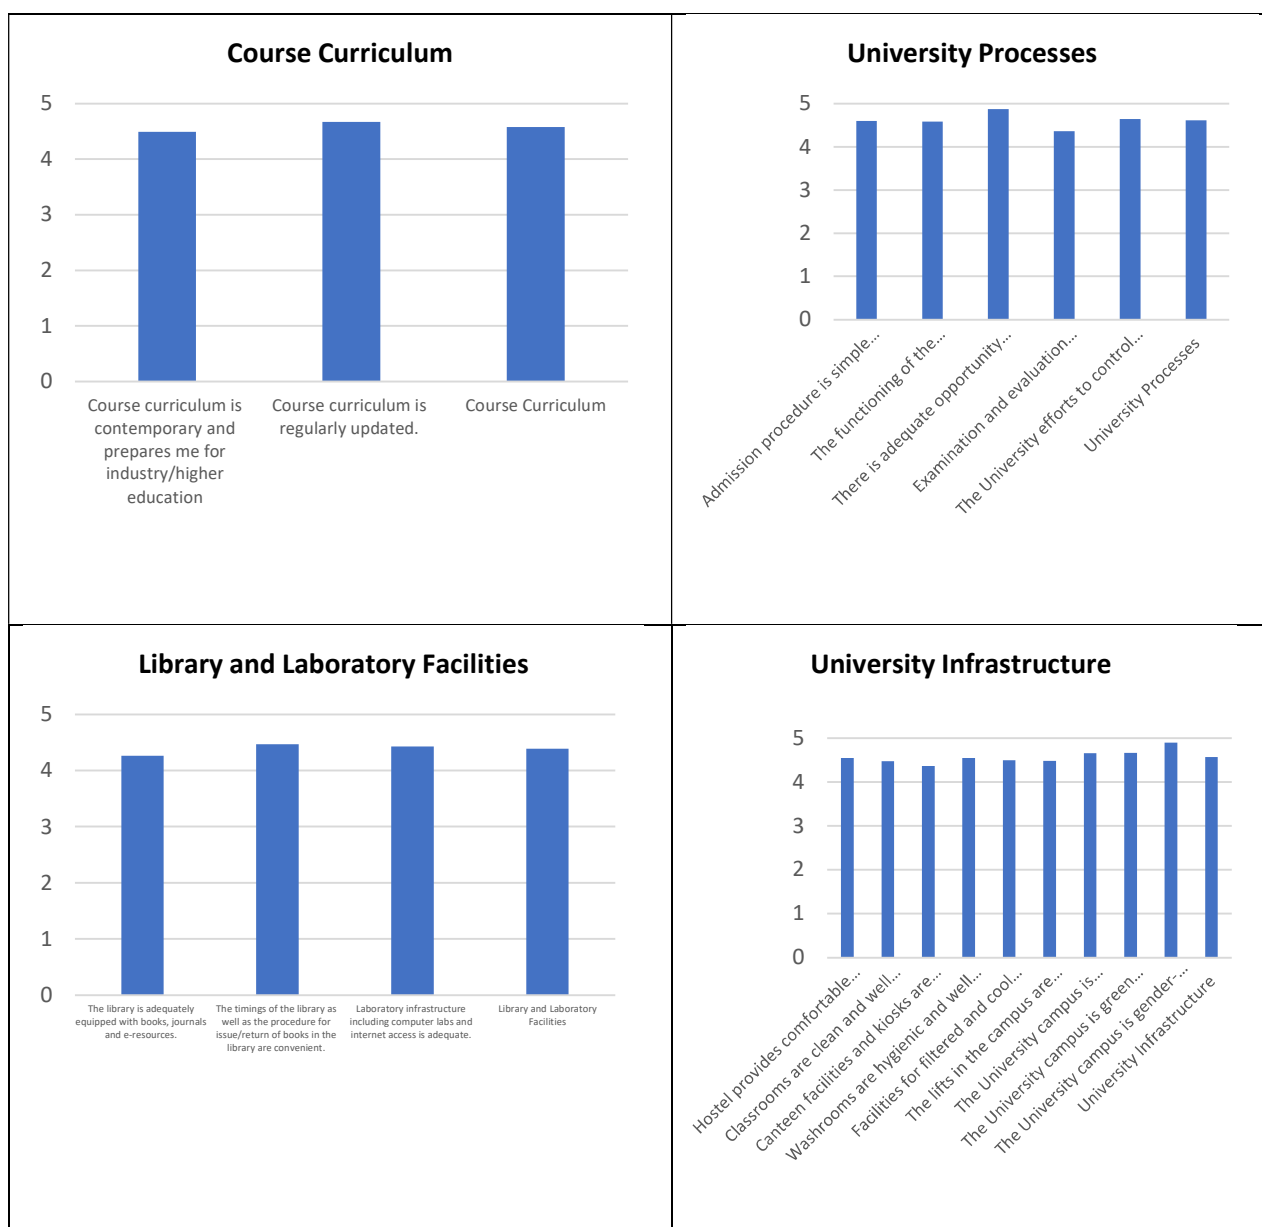 Course Curriculum
5
4
3
2
1
0
Course curriculum is
contemporary and
prepares me for
industry/higher
education
Course curriculum is
regularly updated.
Course Curriculum
University Processes
5
4
3
2
1
0
Admission procedure is simple…
The functioning of the…
There is adequate opportunity…
Examination and evaluation…
The University efforts to control…
University Processes
Library and Laboratory Facilities
5
4
3
2
1
0
The library is adequately
equipped with books, journals
and e-resources.
The timings of the library as
well as the procedure for
issue/return of books in the
library are convenient.
Laboratory infrastructure
including computer labs and
internet access is adequate.
Library and Laboratory
Facilities
University Infrastructure
5
4
3
2
1
0
Hostel provides comfortable…
Classrooms are clean and well…
Canteen facilities and kiosks are…
Washrooms are hygienic and well…
Facilities for filtered and cool…
The lifts in the campus are…
The University campus is…
The University campus is green…
The University campus is gender-…
University Infrastructure